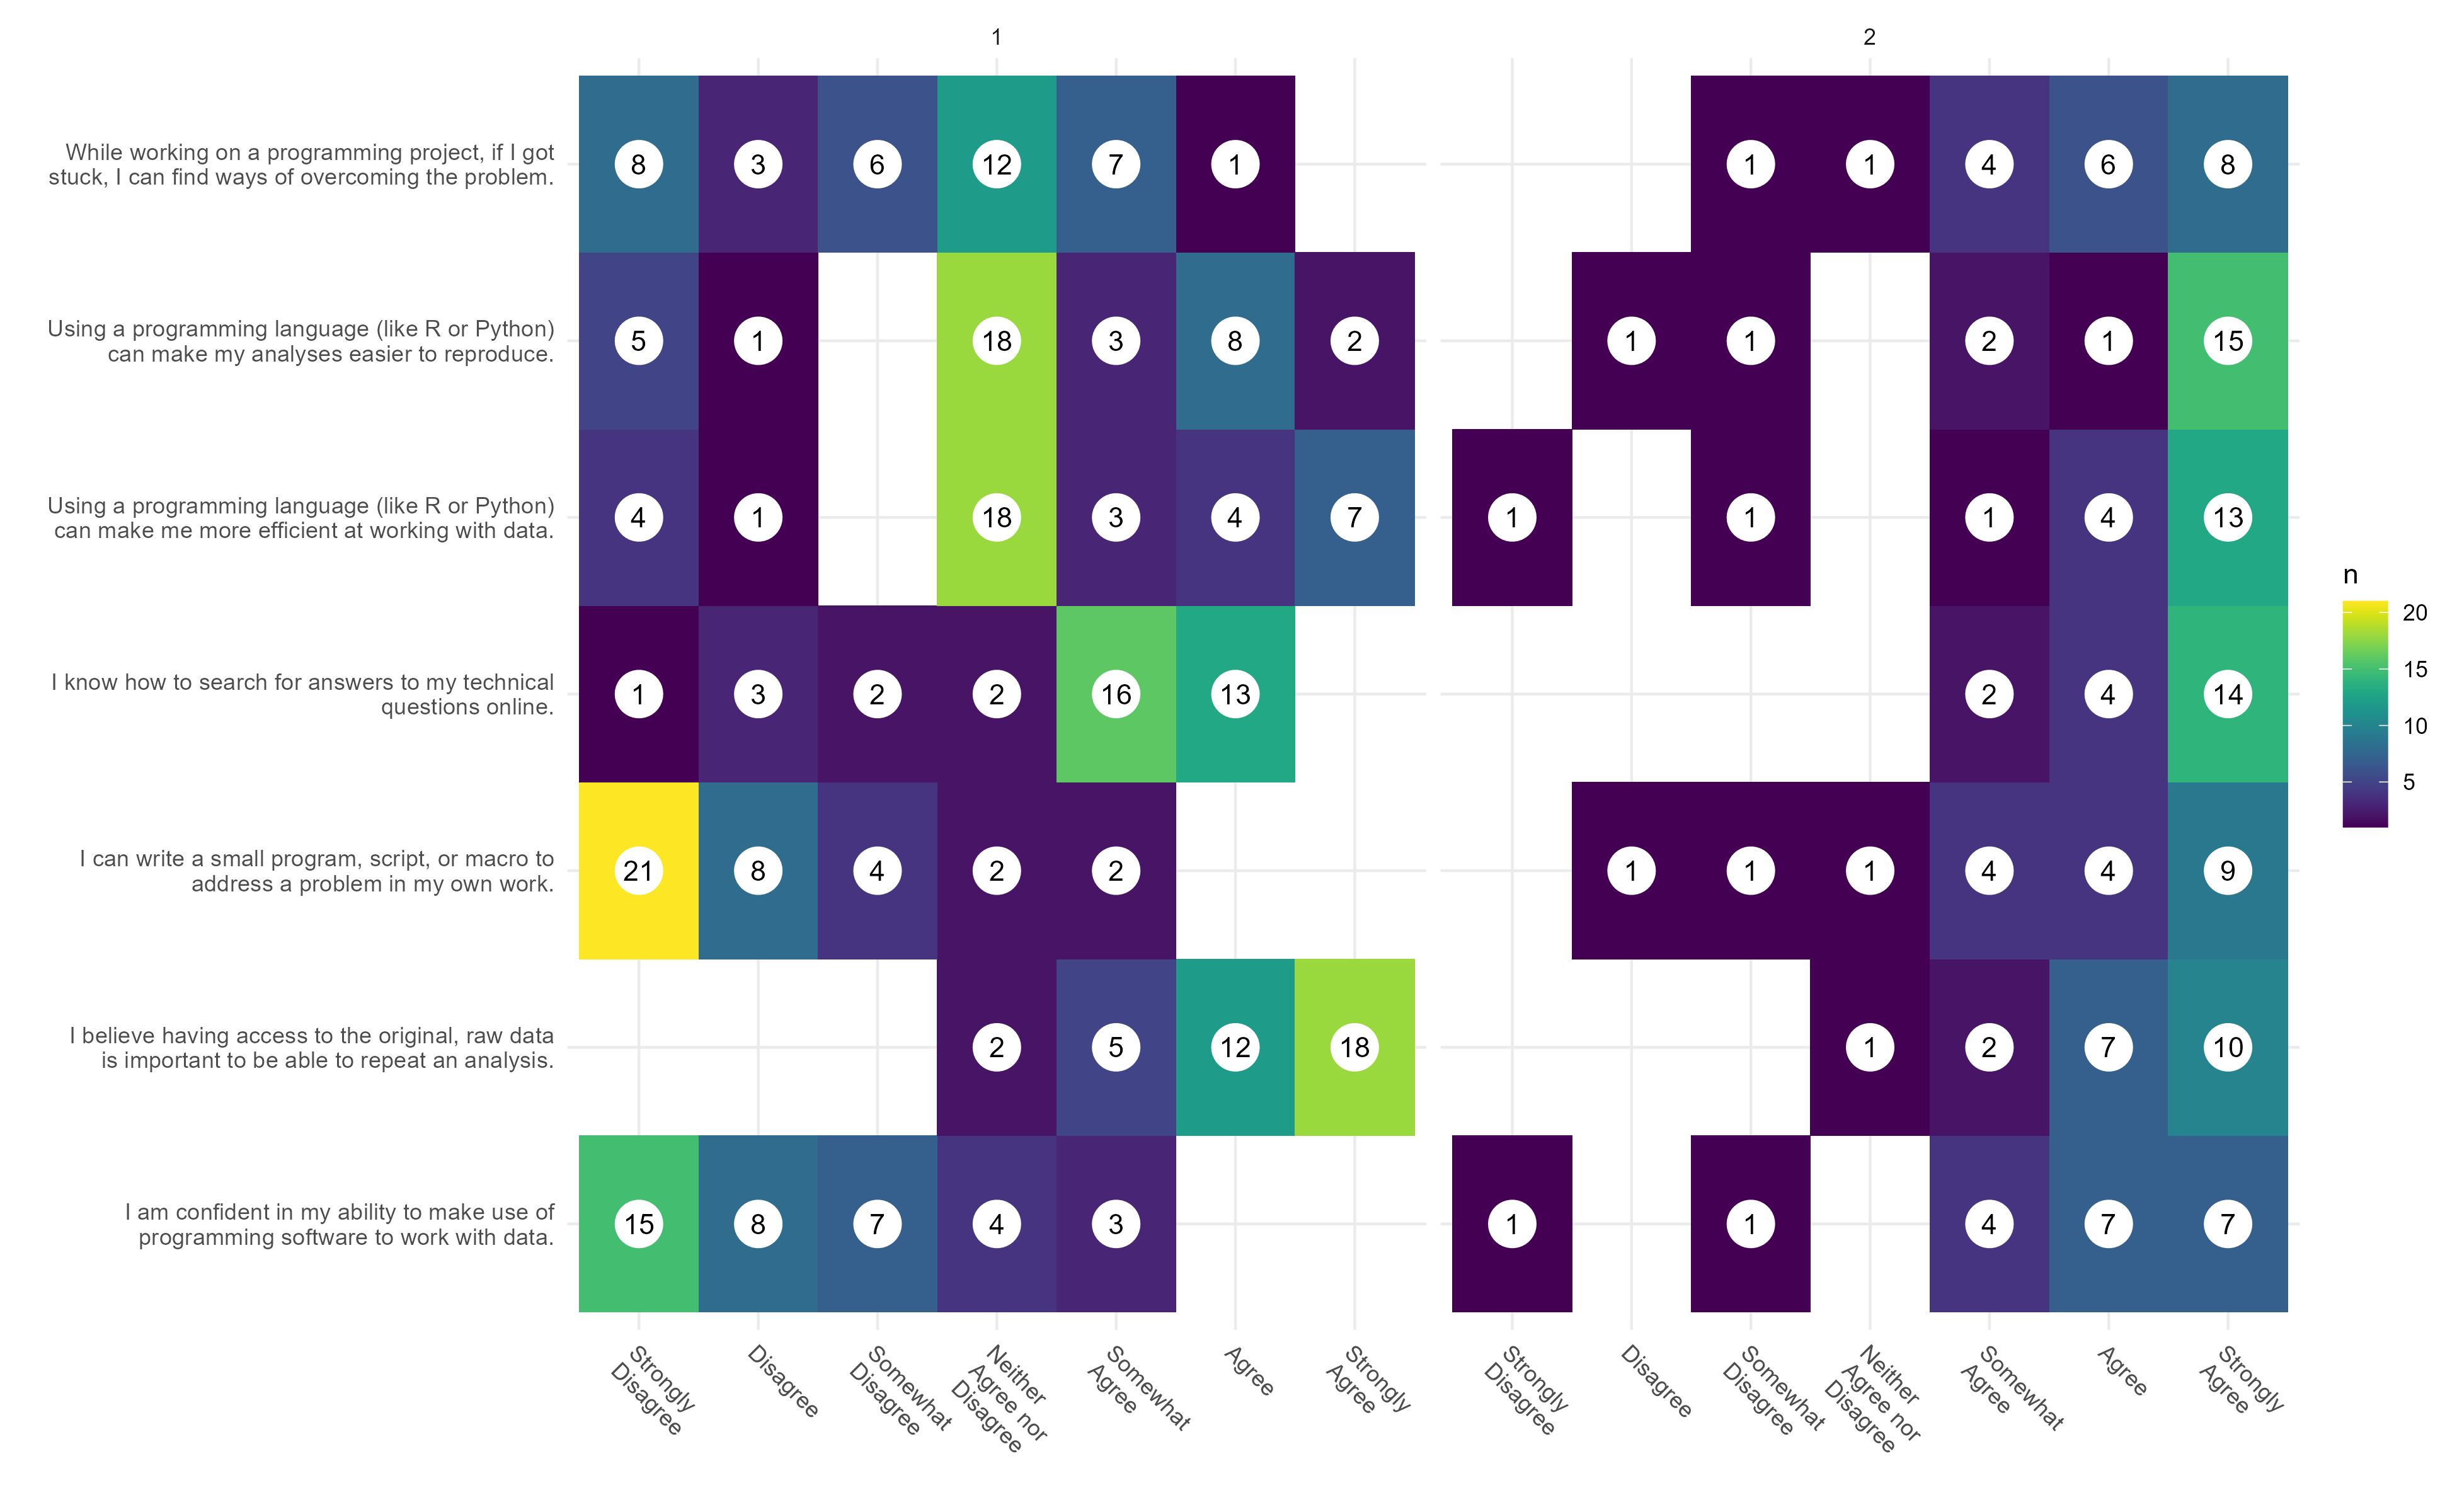 1
2
While working on a programming project, if I got
stuck, I can find ways of overcoming the problem.
8 3 6 12 7 1
1 1 4 6 8
Using a programming language (like R or Python)
can make my analyses easier to reproduce.
5 1 18 3 8 2
1 1 2 1 15
Using a programming language (like R or Python)
can make me more efficient at working with data.
4 1 18 3 4 7
1 1 1 4 13
I know how to search for answers to my technical
questions online.
1 3 2 2 16 13
2 4 14
I can write a small program, script, or macro to
address a problem in my own work.
21 8 4 2 2
1 1 1 4 4 9
I believe having access to the original, raw data
is important to be able to repeat an analysis.
2 5 12 18
1 2 7 10
I am confident in my ability to make use of
programming software to work with data.
15 8 7 4 3
1 1 4 7 7
Strongly
Disagree
Disagree
Somewhat
Disagree
Neither
Agree nor
Disagree
Somewhat
Agree
Agree
Strongly
Agree
Strongly
Disagree
Disagree
Somewhat
Disagree
Neither
Agree nor
Disagree
Somewhat
Agree
Agree
Strongly
Agree
n
20
15
10
5